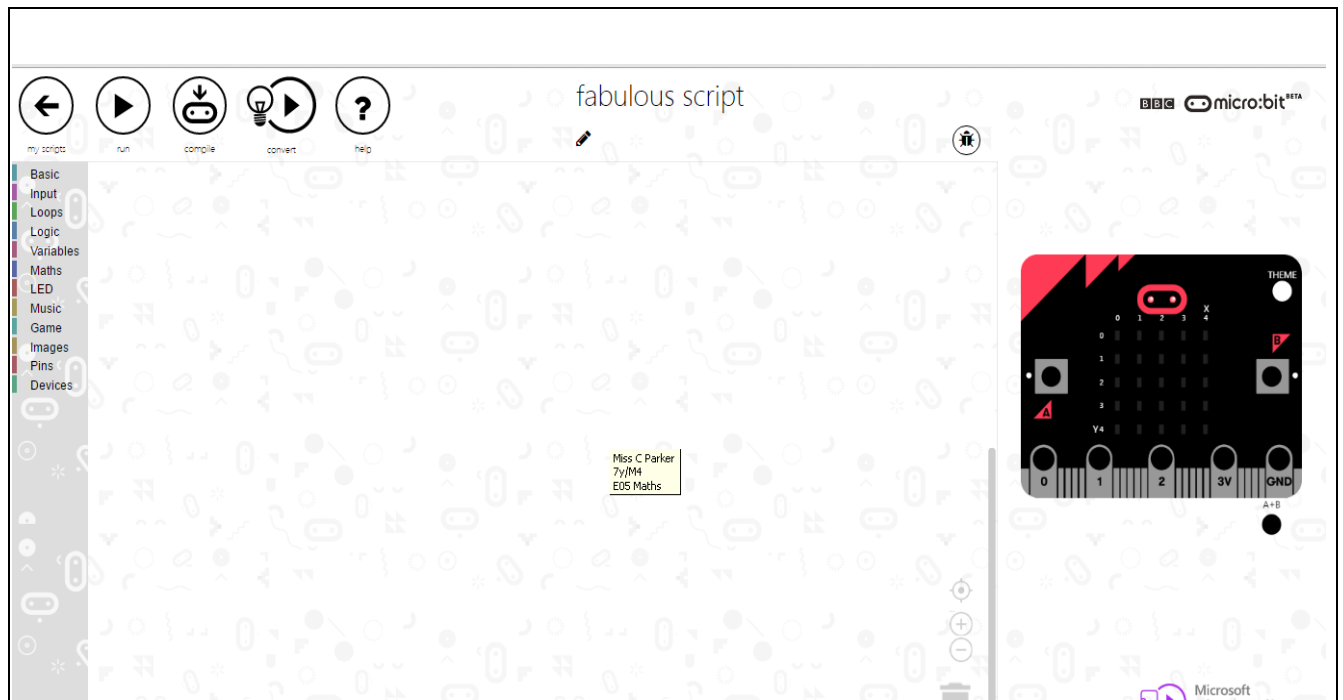 fabulous script
BBC micro:bit BETA
my scripts
run
compile
convert
help
Basic
Input
Loops
Logic
Variables
Maths
LED
Music
Game
Images
Pins
Devices
Miss C Parker
7y/M4
E05 Maths
THEME
X
0 1 2 3 4
0
1
2
3
Y4
A
B
0 1 2 3V GND
A+B
Microsoft